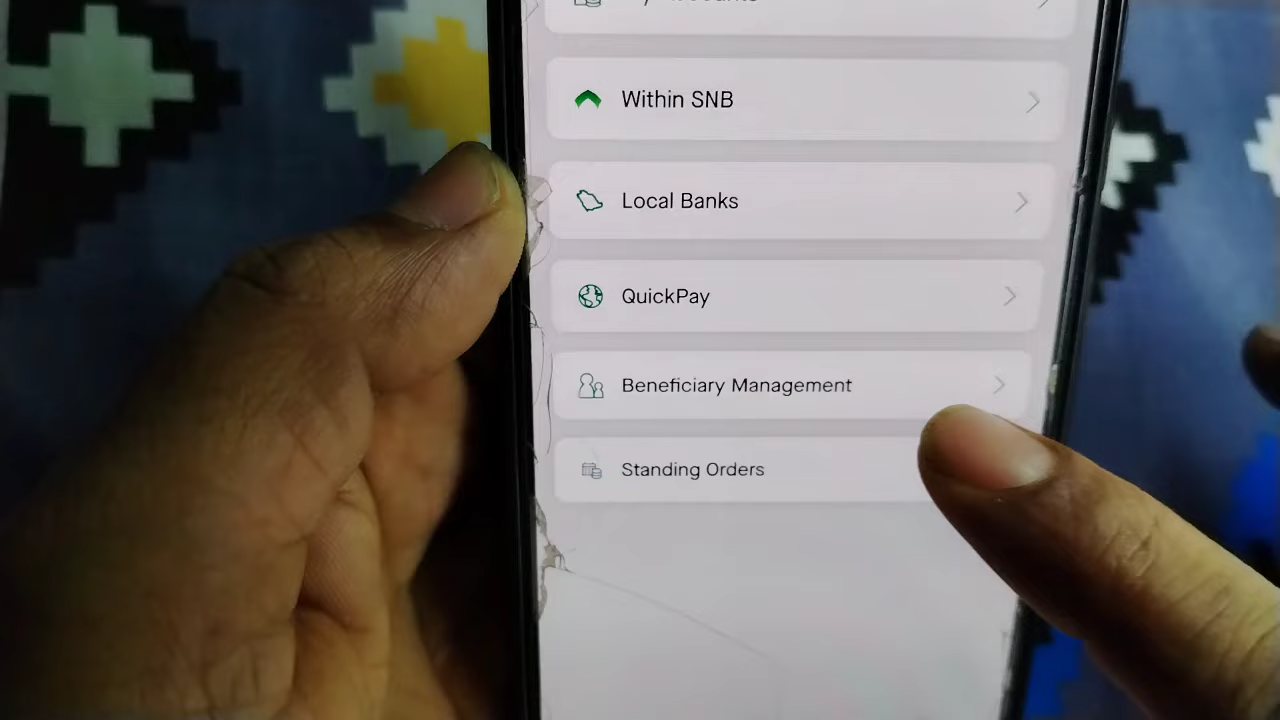 Within SNB
Local Banks
QuickPay
Beneficiary Management
Standing Orders